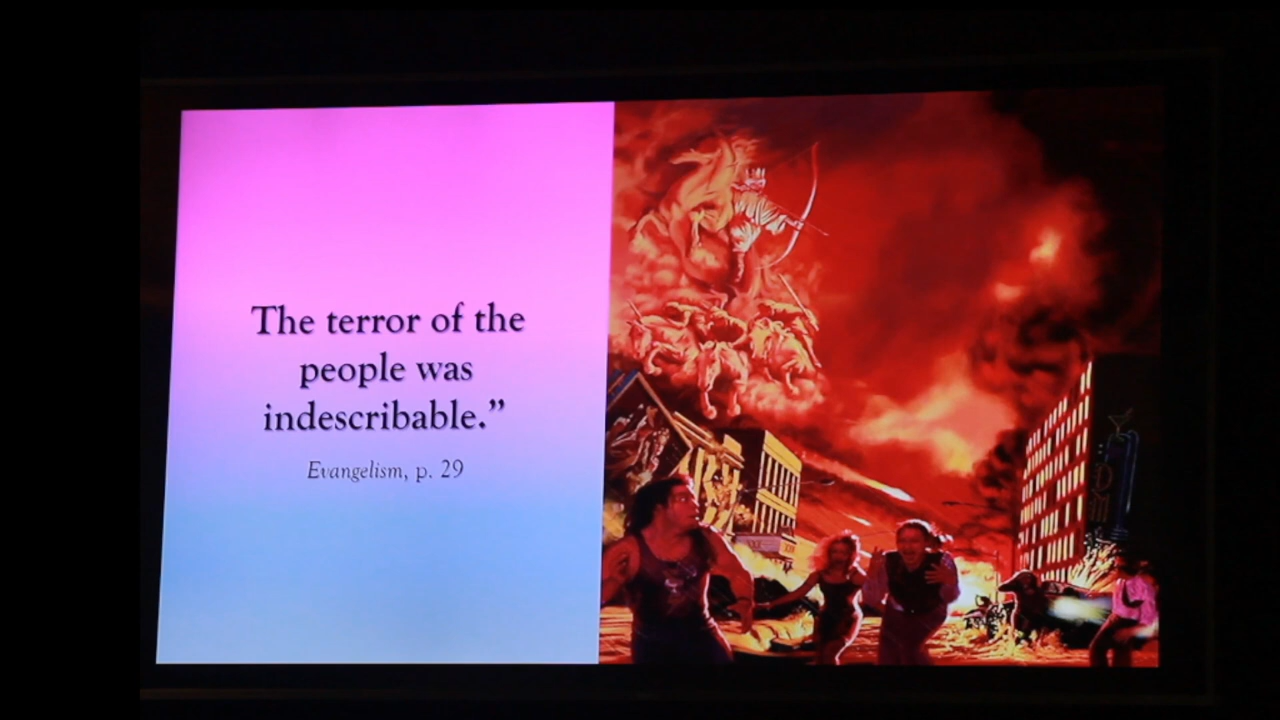 The terror of the
people was
indescribable.”
Evangelism, p. 29